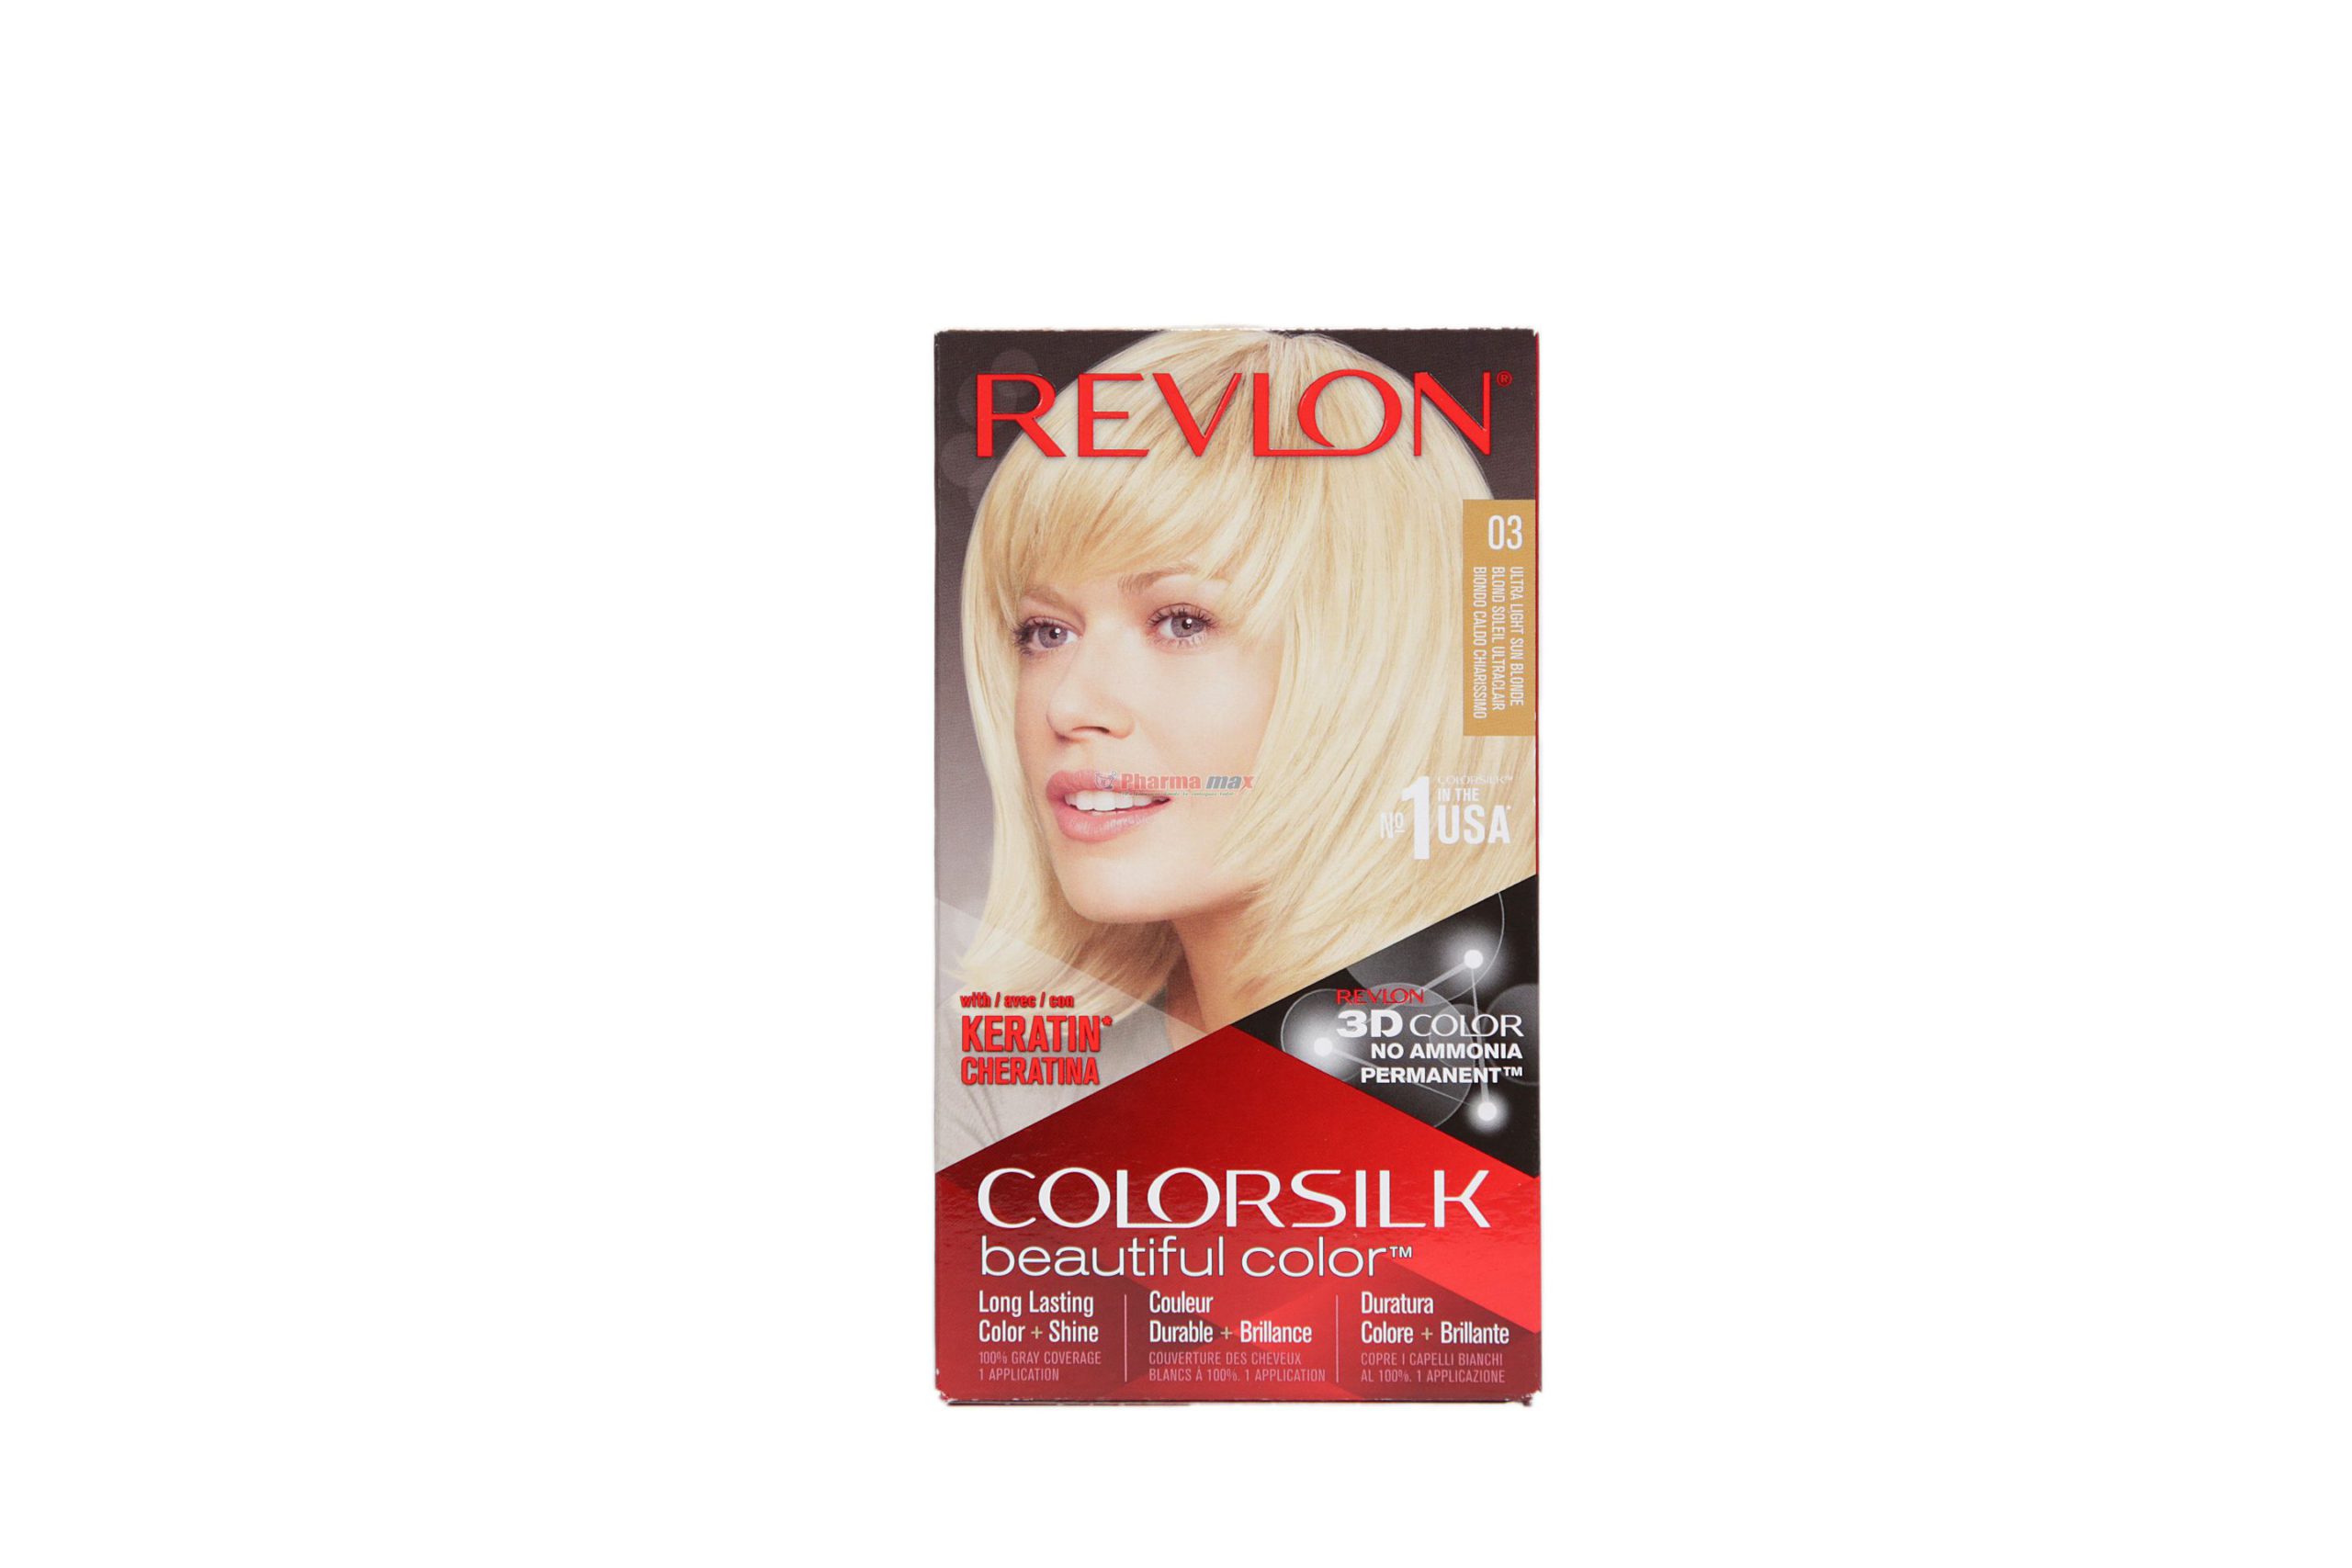 REVLON®
03
ULTRA LIGHT SUN BLONDE
BLOND SOLEIL ULTRACLAIR
BIONDO CALDO CHIARISSIMO
Pharma max
COLORSILK™
Nº1 IN THE
USA*
with / avec / con
KERATIN*
CHERATINA
REVLON
3D COLOR
NO AMMONIA
PERMANENT™
COLORSILK
beautiful color™
Long Lasting
Color + Shine
100% GRAY COVERAGE
1 APPLICATION
Couleur
Durable + Brillance
COUVERTURE DES CHEVEUX
BLANCS À 100%. 1 APPLICATION
Duratura
Colore + Brillante
COPRE I CAPELLI BIANCHI
AL 100%. 1 APPLICAZIONE